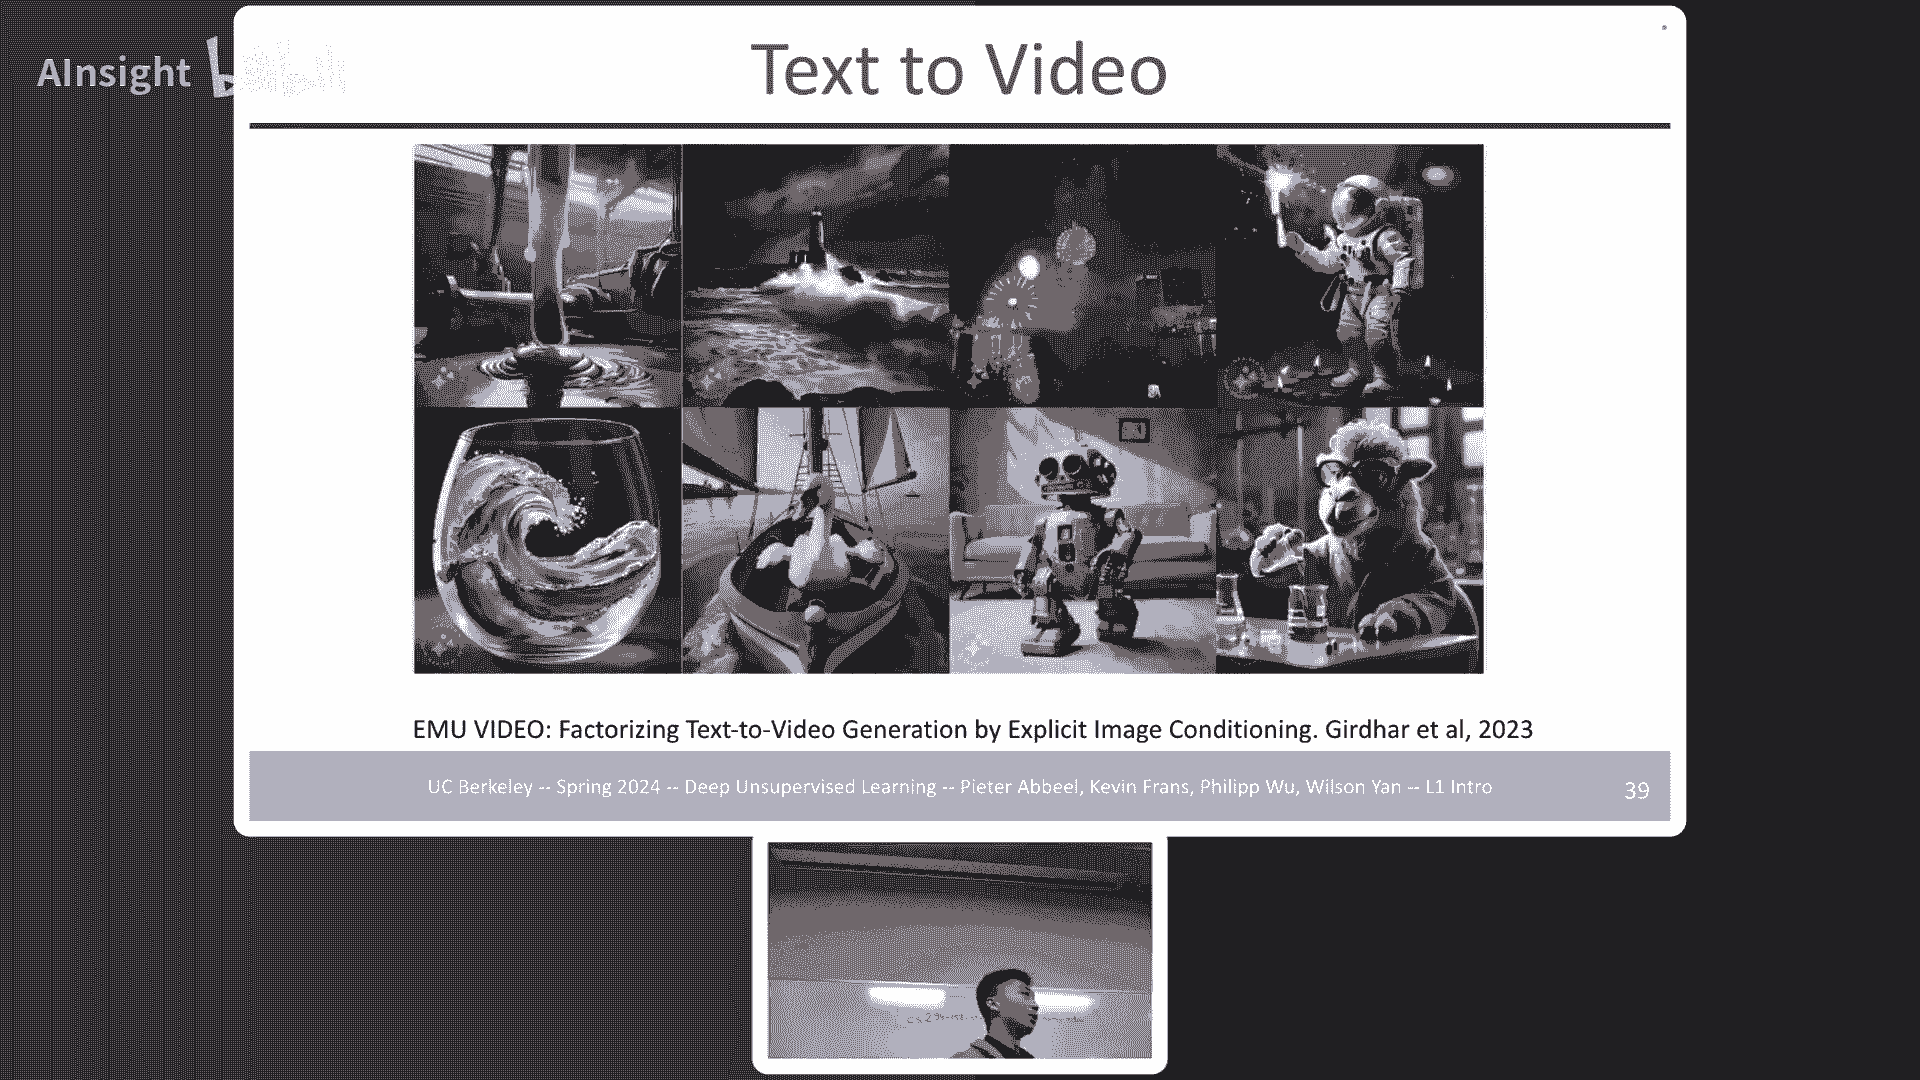 AInsight
Text to Video
EMU VIDEO: Factorizing Text-to-Video Generation by Explicit Image Conditioning. Girdhar et al, 2023
UC Berkeley -- Spring 2024 -- Deep Unsupervised Learning -- Pieter Abbeel, Kevin Frans, Philipp Wu, Wilson Yan -- L1 Intro
39